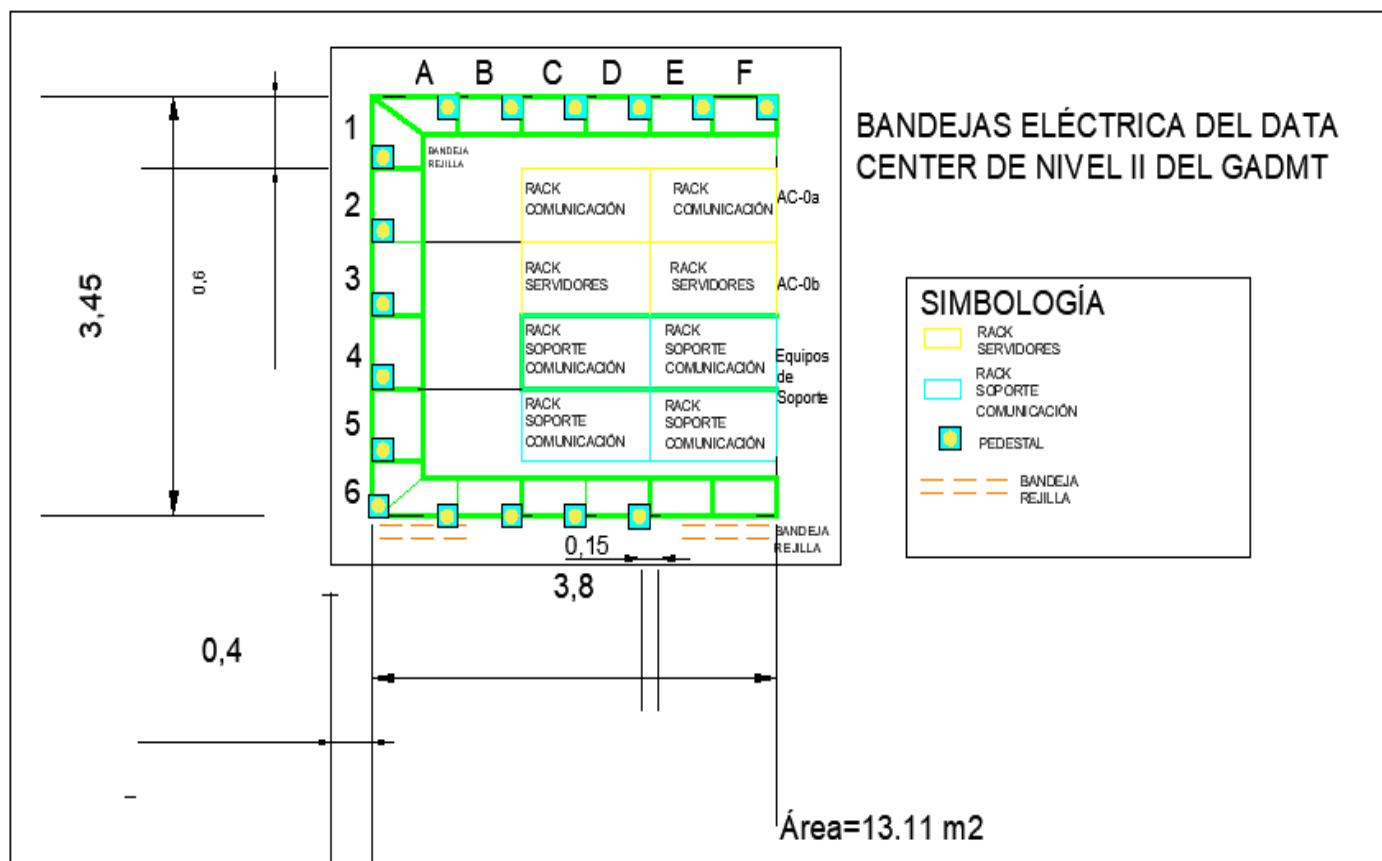 A B C D E F
BANDEJAS ELÉCTRICA DEL DATA
CENTER DE NIVEL II DEL GADMT
1
BANDEJA
REJILLA
2
RACK
COMUNICACIÓN
RACK
COMUNICACIÓN
AC-0a
3
RACK
SERVIDORES
RACK
SERVIDORES
AC-0b
3,45
0,6
4
RACK
SOPORTE
COMUNICACIÓN
RACK
SOPORTE
COMUNICACIÓN
Equipos
de
Soporte
5
RACK
SOPORTE
COMUNICACIÓN
RACK
SOPORTE
COMUNICACIÓN
6
BANDEJA
REJILLA
0,15
3,8
0,4
SIMBOLOGÍA
RACK
SERVIDORES
RACK
SOPORTE
COMUNICACIÓN
PEDESTAL
BANDEJA
REJILLA
Área=13.11 m2